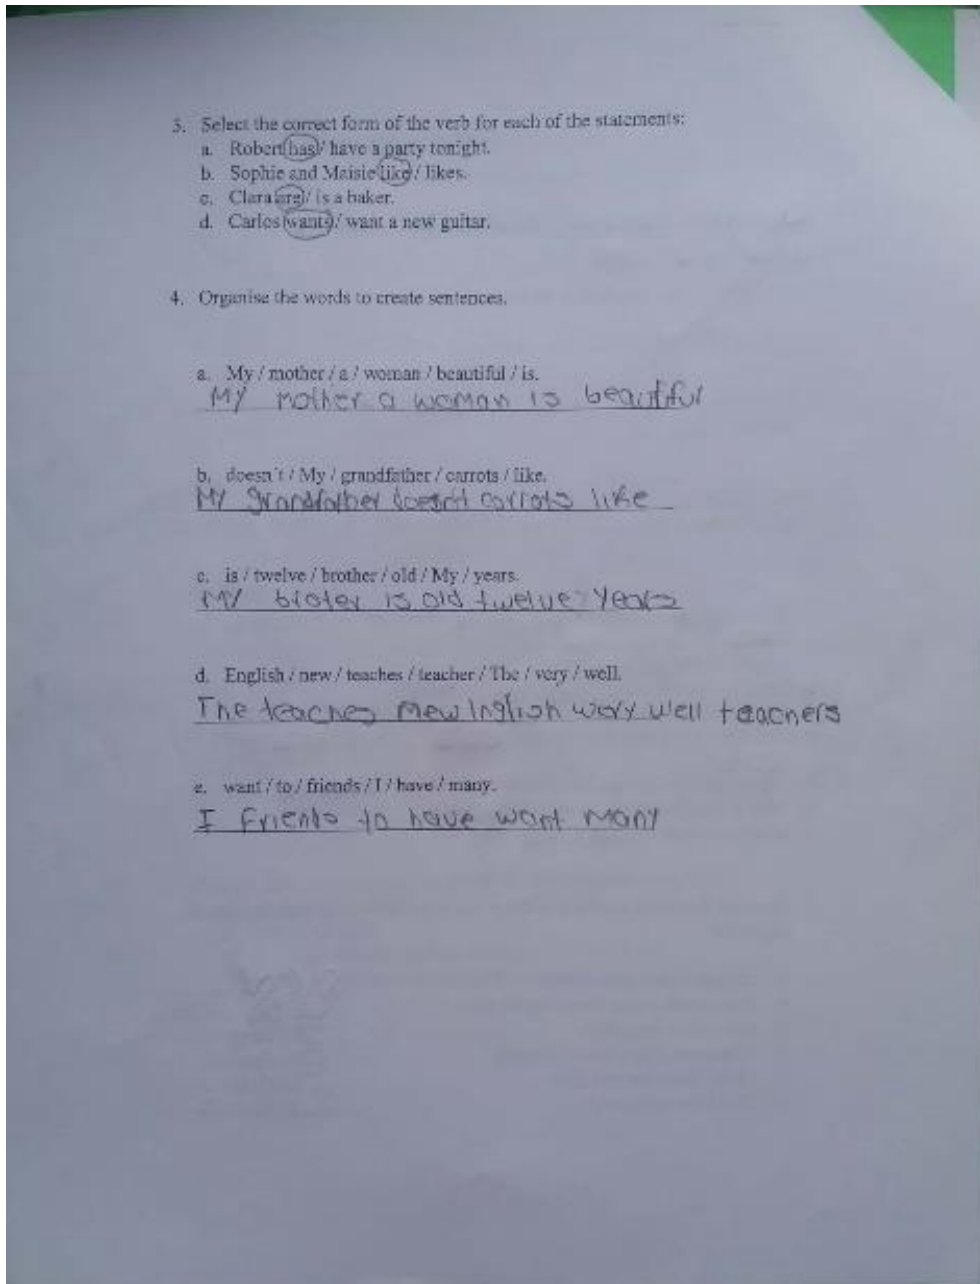 3. Select the correct form of the verb for each of the statements:
a. Robert has / have a party tonight.
b. Sophie and Maisie like / likes.
c. Clara are / is a baker.
d. Carlos wants / want a new guitar.
4. Organise the words to create sentences.
a. My / mother / a / woman / beautiful / is.
My mother a woman is beautiful
b. doesn't / My / grandfather / carrots / like.
My grandfather doesn't carrots like
c. is / twelve / brother / old / My / years.
My broter is old twelve years
d. English / new / teaches / teacher / The / very / well.
The teaches mew Inglish wery well teachers
e. want / to / friends / I / have / many.
I frients to have want many